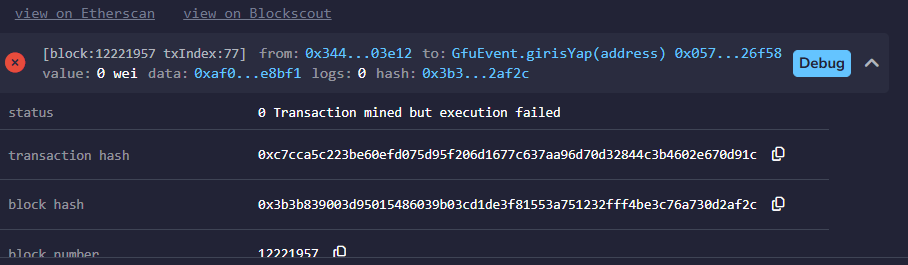 view on Etherscan view on Blockscout
[block:12221957 txIndex:77] from: 0x344...03e12 to: GfuEvent.girisYap(address) 0x057...26f58
value: 0 wei data: 0xaf0...e8bf1 logs: 0 hash: 0x3b3...2af2c
Debug
status 0 Transaction mined but execution failed
transaction hash 0xc7cca5c223be60efd075d95f206d1677c637aa96d70d32844c3b4602e670d91c
block hash 0x3b3b839003d95015486039b03cd1de3f81553a751232fff4be3c76a730d2af2c
block number 12221957